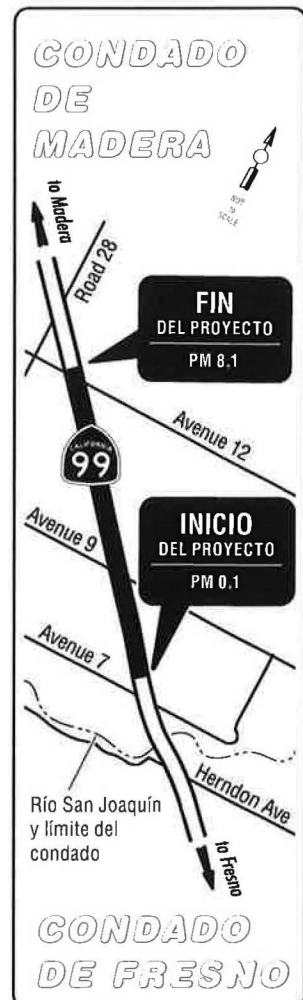 CONDADO
DE
MADERA
NOT
to
SCALE
to Madera
Road 28
FIN
DEL PROYECTO
PM 8.1
Avenue 12
CALIFORNIA
99
Avenue 9
INICIO
DEL PROYECTO
PM 0.1
Avenue 7
Herndon Ave
Río San Joaquín
y límite del
condado
to Fresno
CONDADO
DE FRESNO